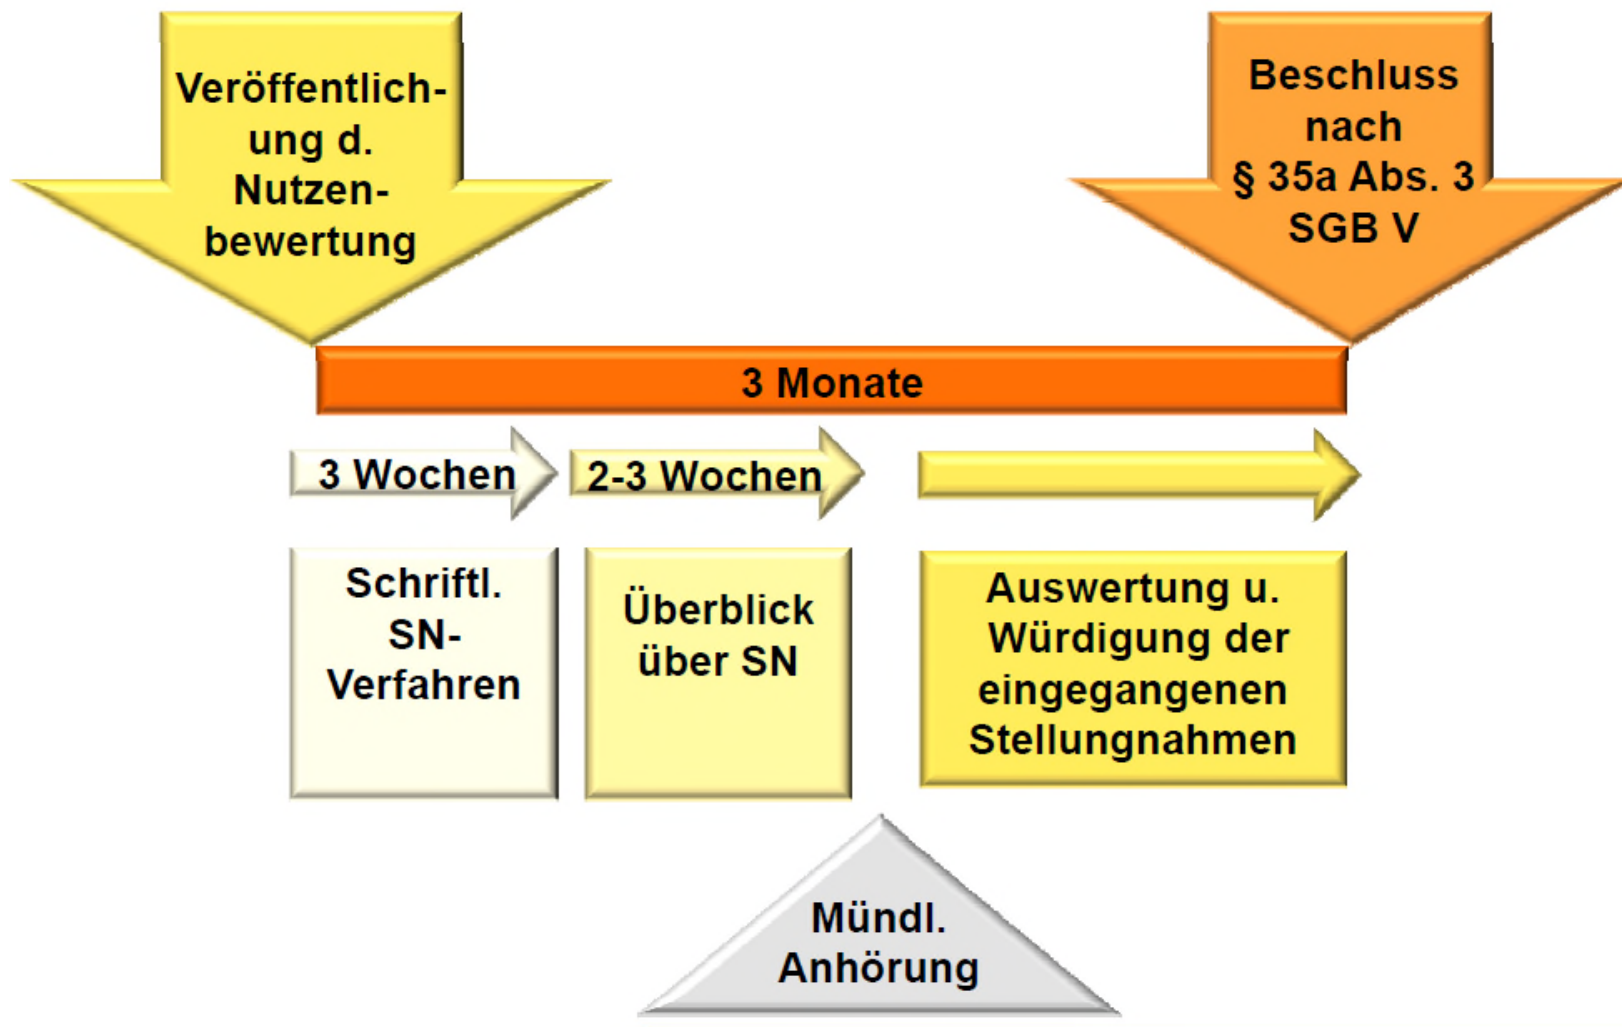 Veröffentlich-
ung d.
Nutzen-
bewertung
Beschluss
nach
§ 35a Abs. 3
SGB V
3 Monate
3 Wochen
2-3 Wochen
Schriftl.
SN-
Verfahren
Überblick
über SN
Auswertung u.
Würdigung der
eingegangenen
Stellungnahmen
Mündl.
Anhörung